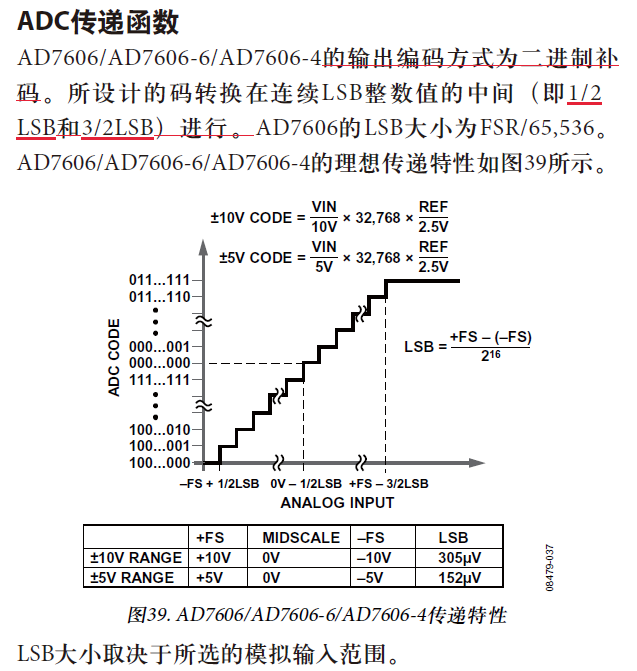 ADC传递函数
AD7606/AD7606-6/AD7606-4的输出编码方式为二进制补
码。所设计的码转换在连续LSB整数值的中间（即1/2
LSB和3/2LSB）进行。AD7606的LSB大小为FSR/65,536。
AD7606/AD7606-6/AD7606-4的理想传递特性如图39所示。
±10V CODE = VIN/10V × 32,768 × REF/2.5V
±5V CODE = VIN/5V × 32,768 × REF/2.5V
011...111
011...110
000...001
000...000
111...111
100...010
100...001
100...000
ADC CODE
LSB = +FS – (–FS)/2^16
–FS + 1/2LSB 0V – 1/2LSB +FS – 3/2LSB
ANALOG INPUT
+FS MIDSCALE –FS LSB
±10V RANGE +10V 0V –10V 305µV
±5V RANGE +5V 0V –5V 152µV
08479-037
图39. AD7606/AD7606-6/AD7606-4传递特性
LSB大小取决于所选的模拟输入范围。